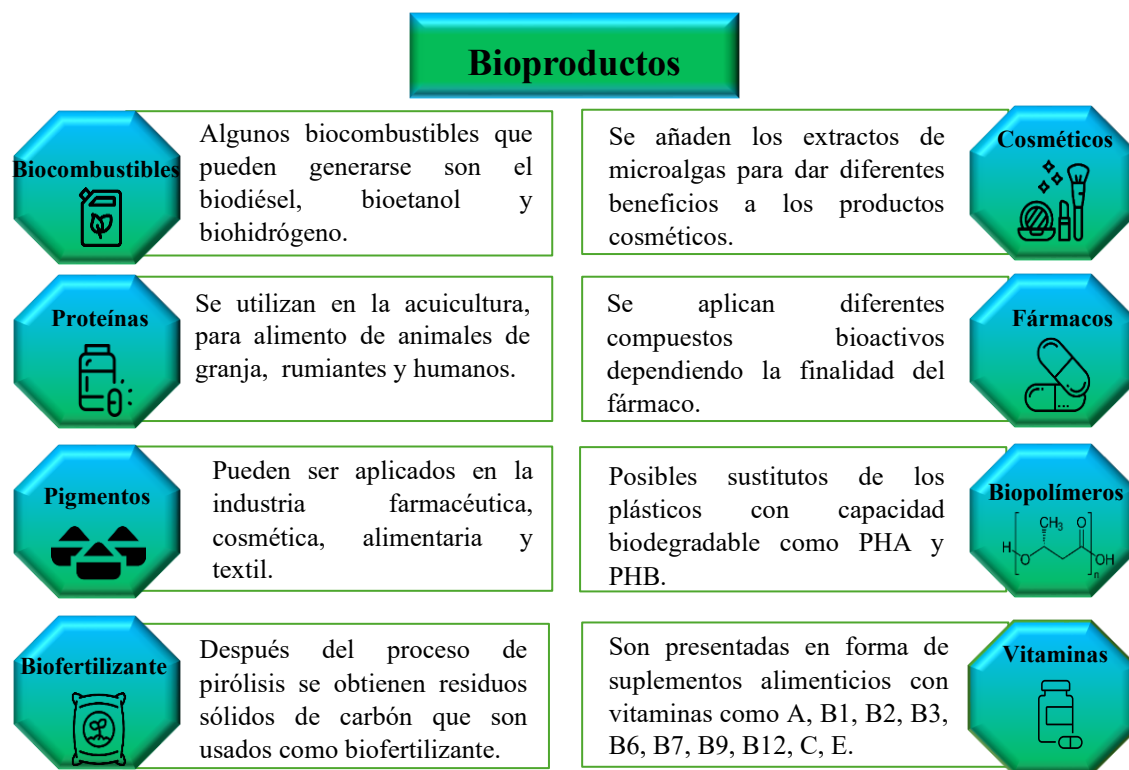 Bioproductos
Biocombustibles
Algunos biocombustibles que
pueden generarse son el
biodiésel, bioetanol y
biohidrógeno.
Se añaden los extractos de
microalgas para dar diferentes
beneficios a los productos
cosméticos.
Cosméticos
Proteínas
Se utilizan en la acuicultura,
para alimento de animales de
granja, rumiantes y humanos.
Se aplican diferentes
compuestos bioactivos
dependiendo la finalidad del
fármaco.
Fármacos
Pigmentos
Pueden ser aplicados en la
industria farmacéutica,
cosmética, alimentaria y
textil.
Posibles sustitutos de los
plásticos con capacidad
biodegradable como PHA y
PHB.
Biopolímeros
CH3 O
H O OH
n
Biofertilizante
Después del proceso de
pirólisis se obtienen residuos
sólidos de carbón que son
usados como biofertilizante.
Son presentadas en forma de
suplementos alimenticios con
vitaminas como A, B1, B2, B3,
B6, B7, B9, B12, C, E.
Vitaminas